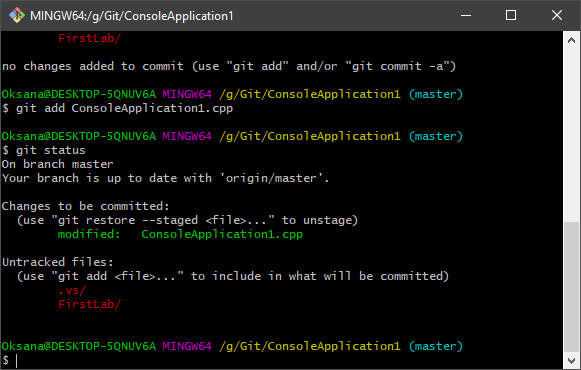 MINGW64:/g/Git/ConsoleApplication1
FirstLab/
no changes added to commit (use "git add" and/or "git commit -a")
Oksana@DESKTOP-5QNUV6A MINGW64 /g/Git/ConsoleApplication1 (master)
$ git add ConsoleApplication1.cpp
Oksana@DESKTOP-5QNUV6A MINGW64 /g/Git/ConsoleApplication1 (master)
$ git status
On branch master
Your branch is up to date with 'origin/master'.
Changes to be committed:
(use "git restore --staged <file>..." to unstage)
modified:   ConsoleApplication1.cpp
Untracked files:
(use "git add <file>..." to include in what will be committed)
.vs/
FirstLab/
Oksana@DESKTOP-5QNUV6A MINGW64 /g/Git/ConsoleApplication1 (master)
$